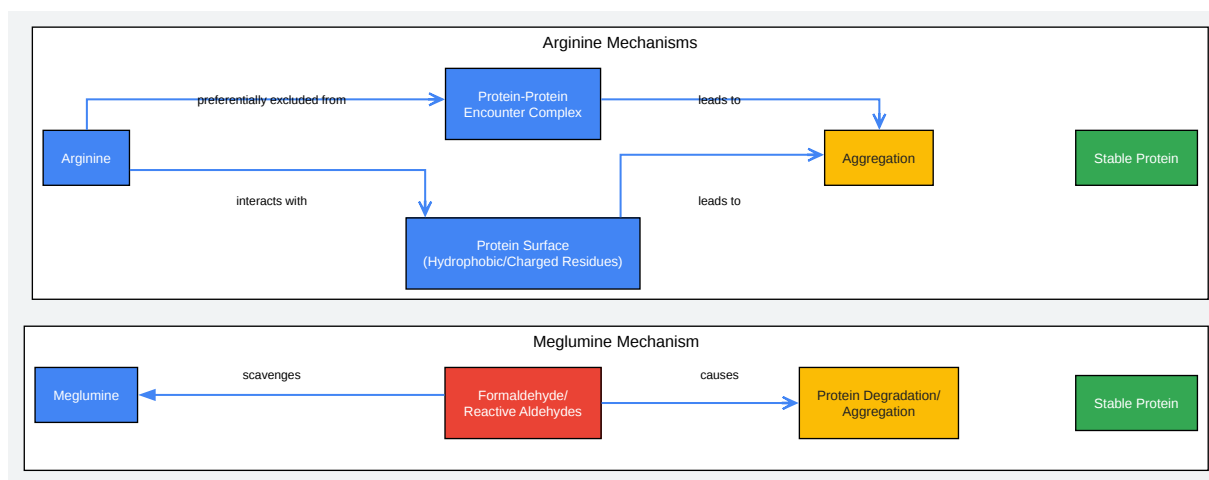 Arginine Mechanisms
preferentially excluded from
Protein-Protein
Encounter Complex
leads to
Arginine
Aggregation
Stable Protein
interacts with
leads to
Protein Surface
(Hydrophobic/Charged Residues)
Meglumine Mechanism
scavenges
causes
Meglumine
Formaldehyde/
Reactive Aldehydes
Protein Degradation/
Aggregation
Stable Protein